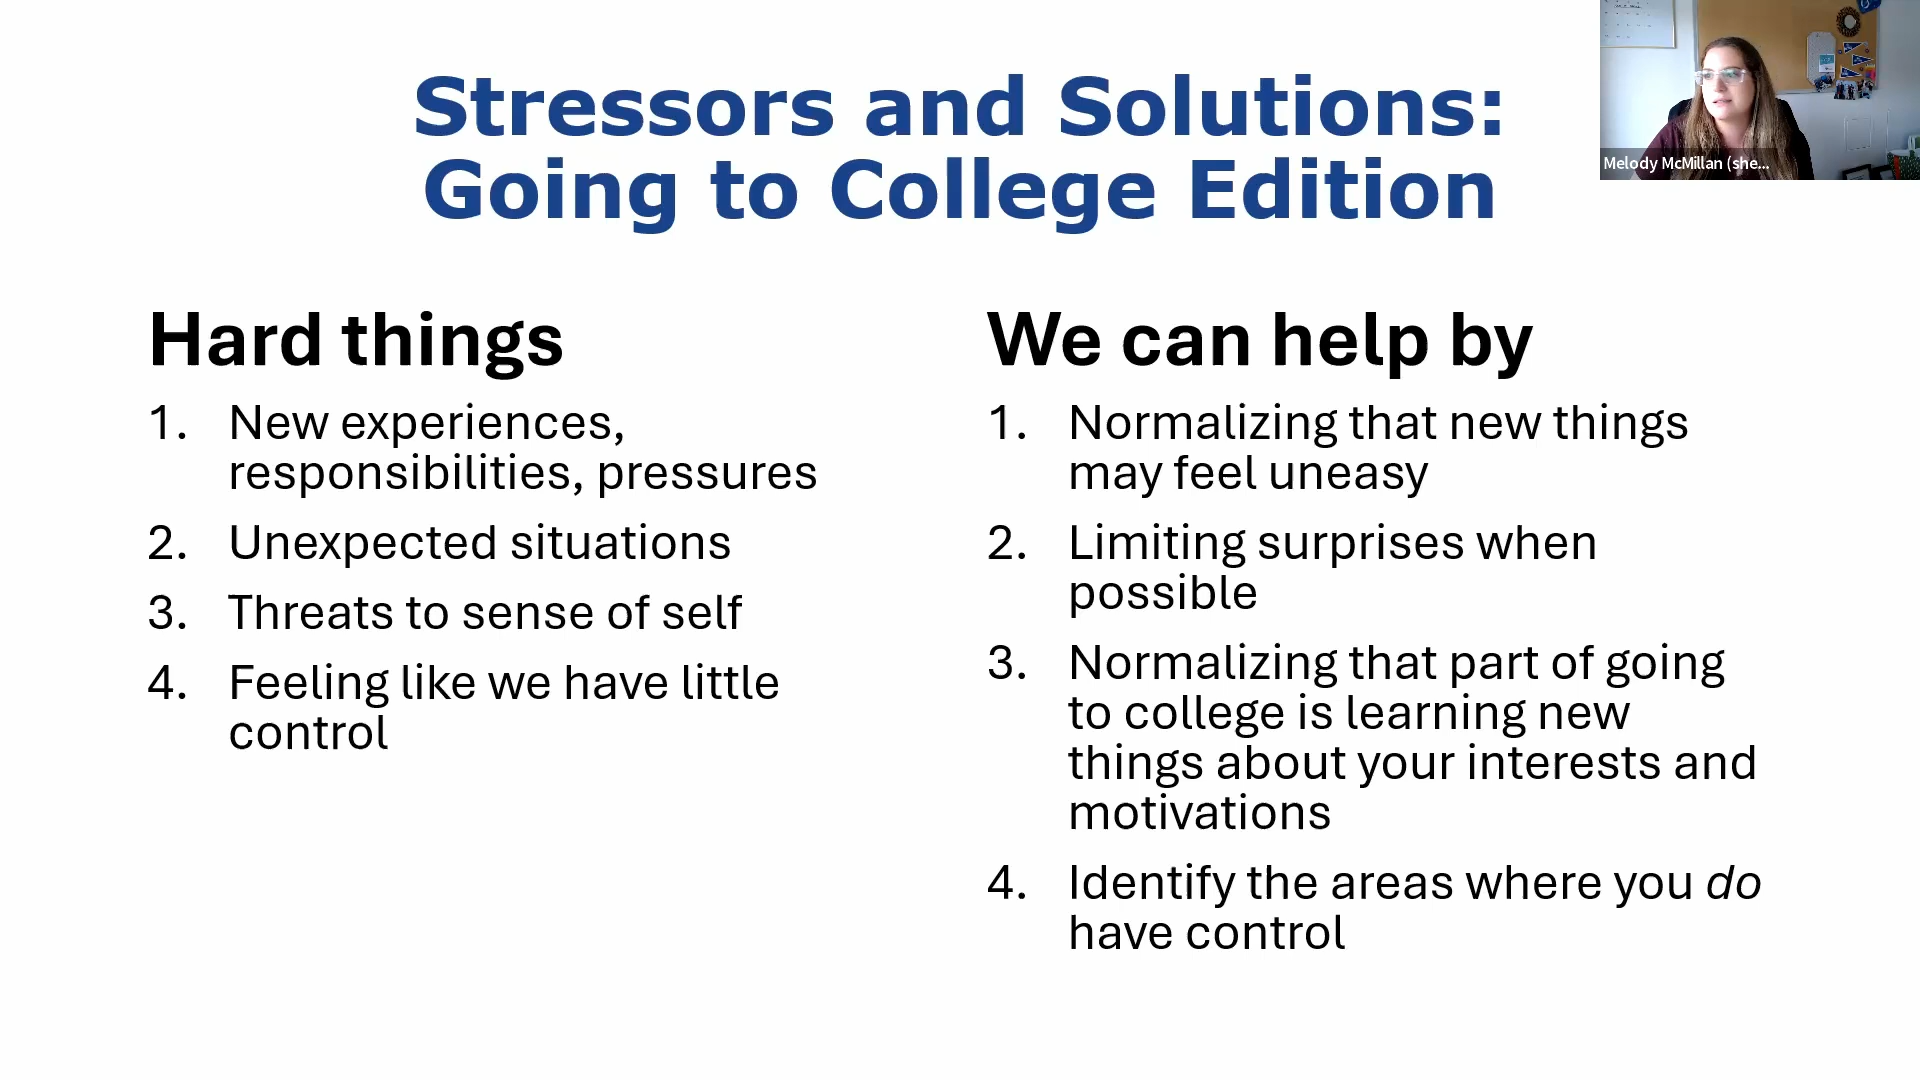 Stressors and Solutions:
Going to College Edition
Melody McMillan (she...
Hard things
1. New experiences,
responsibilities, pressures
2. Unexpected situations
3. Threats to sense of self
4. Feeling like we have little
control
We can help by
1. Normalizing that new things
may feel uneasy
2. Limiting surprises when
possible
3. Normalizing that part of going
to college is learning new
things about your interests and
motivations
4. Identify the areas where you do
have control